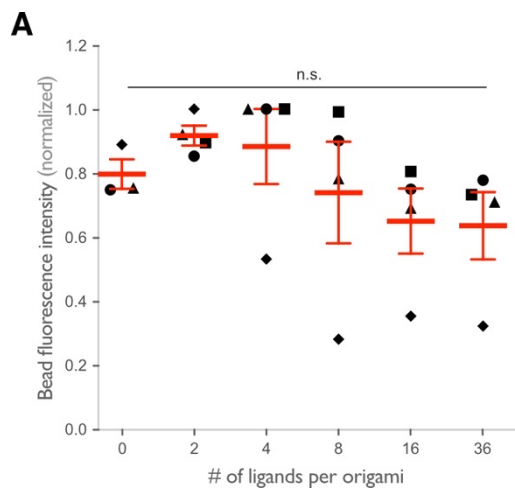 A
n.s.
Bead fluorescence intensity (normalized)
1.2
1.0
0.8
0.6
0.4
0.2
0.0
0 2 4 8 16 36
# of ligands per origami